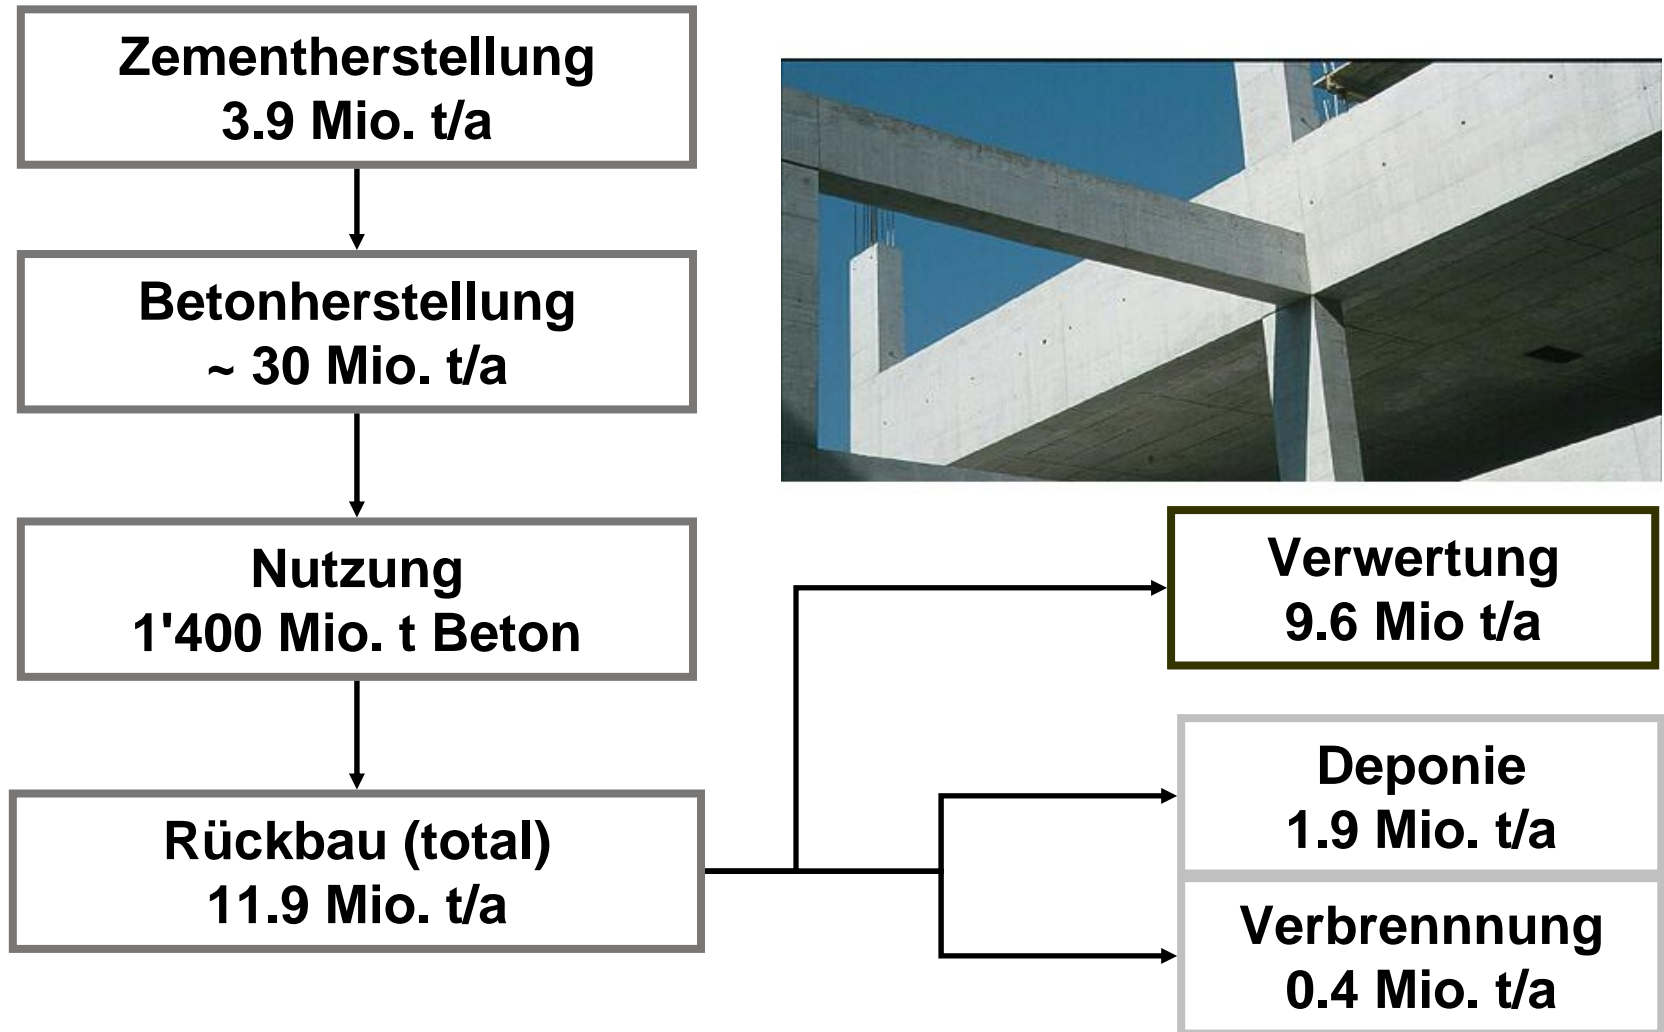 Zementherstellung
3.9 Mio. t/a
Betonherstellung
~ 30 Mio. t/a
Nutzung
1'400 Mio. t Beton
Rückbau (total)
11.9 Mio. t/a
Verwertung
9.6 Mio t/a
Deponie
1.9 Mio. t/a
Verbrennnung
0.4 Mio. t/a